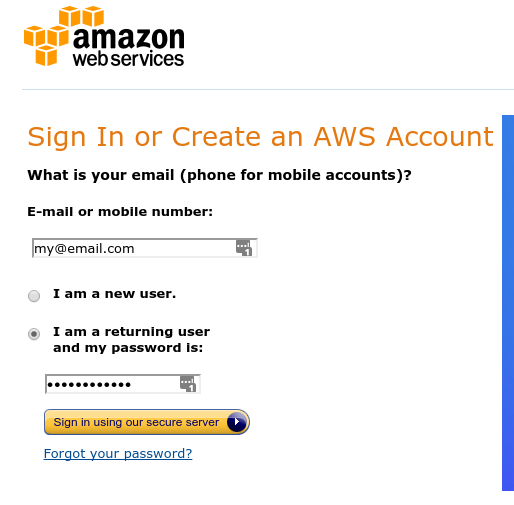 amazon
web services
Sign In or Create an AWS Account
What is your email (phone for mobile accounts)?
E-mail or mobile number:
my@email.com
I am a new user.
I am a returning user
and my password is:
••••••••••••
Sign in using our secure server
Forgot your password?